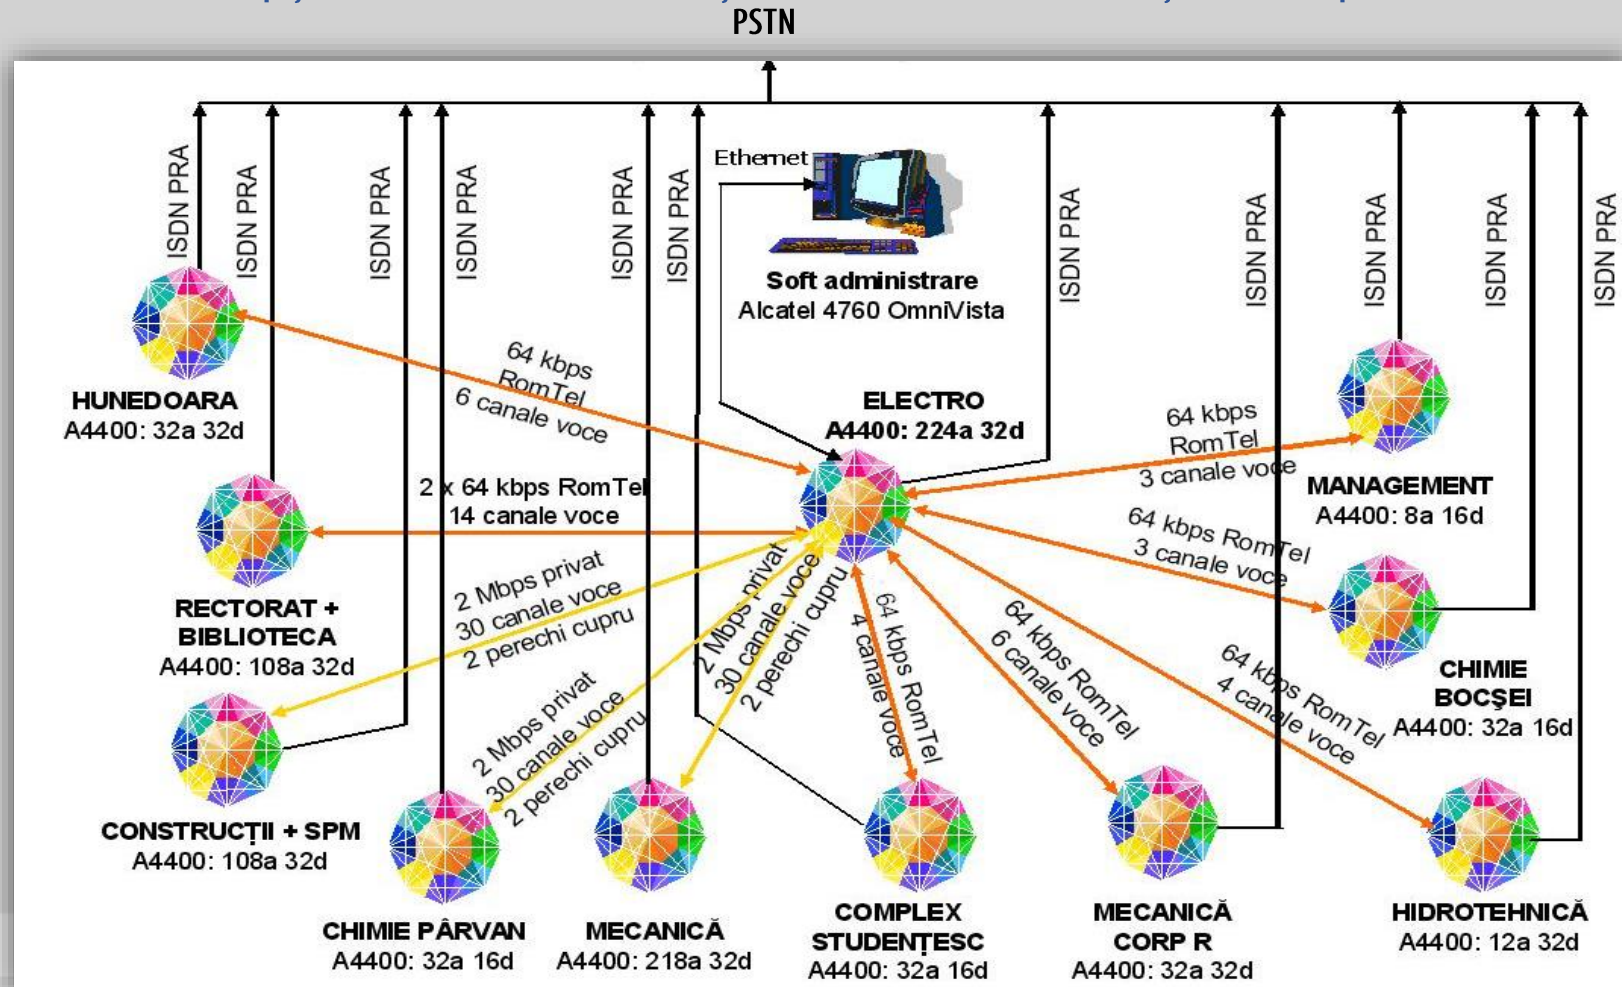 PSTN
ISDN PRA
ISDN PRA
ISDN PRA
ISDN PRA
ISDN PRA
ISDN PRA
ISDN PRA
ISDN PRA
ISDN PRA
ISDN PRA
ISDN PRA
Ethernet
Soft administrare
Alcatel 4760 OmniVista
HUNEDOARA
A4400: 32a 32d
64 kbps
RomTel
6 canale voce
ELECTRO
A4400: 224a 32d
64 kbps
RomTel
3 canale voce
MANAGEMENT
A4400: 8a 16d
2 x 64 kbps RomTel
14 canale voce
64 kbps RomTel
3 canale voce
RECTORAT +
BIBLIOTECA
A4400: 108a 32d
2 Mbps privat
30 canale voce
2 perechi cupru
2 Mbps privat
30 canale voce
2 perechi cupru
2 Mbps privat
30 canale voce
2 perechi cupru
64 kbps RomTel
4 canale voce
64 kbps RomTel
6 canale voce
64 kbps RomTel
4 canale voce
CHIMIE
BOCŞEI
A4400: 32a 16d
CONSTRUCȚII + SPM
A4400: 108a 32d
CHIMIE PÂRVAN
A4400: 32a 16d
MECANICĂ
A4400: 218a 32d
COMPLEX
STUDENȚESC
A4400: 32a 16d
MECANICĂ
CORP R
A4400: 32a 32d
HIDROTEHNICĂ
A4400: 12a 32d